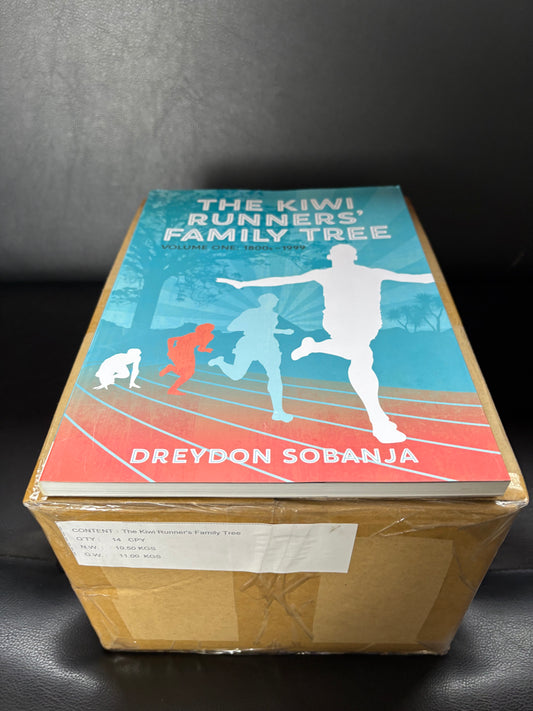 THE KIWI
RUNNERS'
FAMILY TREE
VOLUME ONE: 1800s–1999
DREYDON SOBANJA
CONTENT : The Kiwi Runner's Family Tree
Q'TY : 14 CPY
N.W. : 10.50 KGS
G.W. : 11.00 KGS